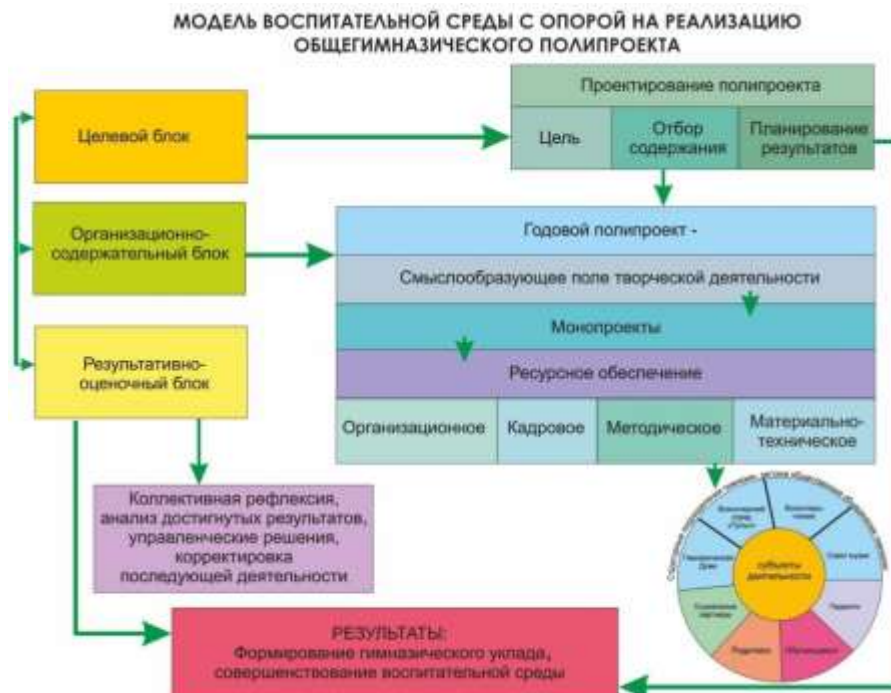 МОДЕЛЬ ВОСПИТАТЕЛЬНОЙ СРЕДЫ С ОПОРОЙ НА РЕАЛИЗАЦИЮ
ОБЩЕГИМНАЗИЧЕСКОГО ПОЛИПРОЕКТА
Целевой блок
Проектирование полипроекта
Цель
Отбор
содержания
Планирование
результатов
Организационно-
содержательный блок
Годовой полипроект -
Смыслообразующее поле творческой деятельности
Монопроекты
Ресурсное обеспечение
Организационное
Кадровое
Методическое
Материально-
техническое
Результативно-
оценочный блок
Коллективная рефлексия,
анализ достигнутых результатов,
управленческие решения,
корректировка
последующей деятельности
субъекты
деятельности
Педагоги
Обучающиеся
Родители
РЕЗУЛЬТАТЫ:
Формирование гимназического уклада,
совершенствование воспитательной среды